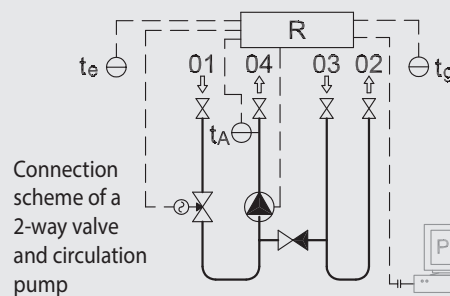 R
te
01
04
03
02
tg
tA
Connection
scheme of a
2-way valve
and circulation
pump
P